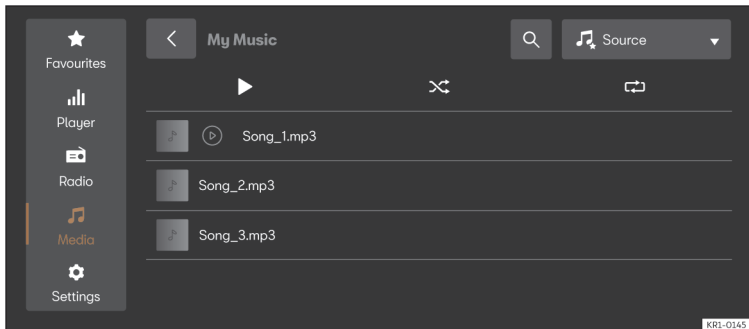 Favourites
Player
Radio
Media
Settings
My Music
Source
Song_1.mp3
Song_2.mp3
Song_3.mp3
KR1-0145